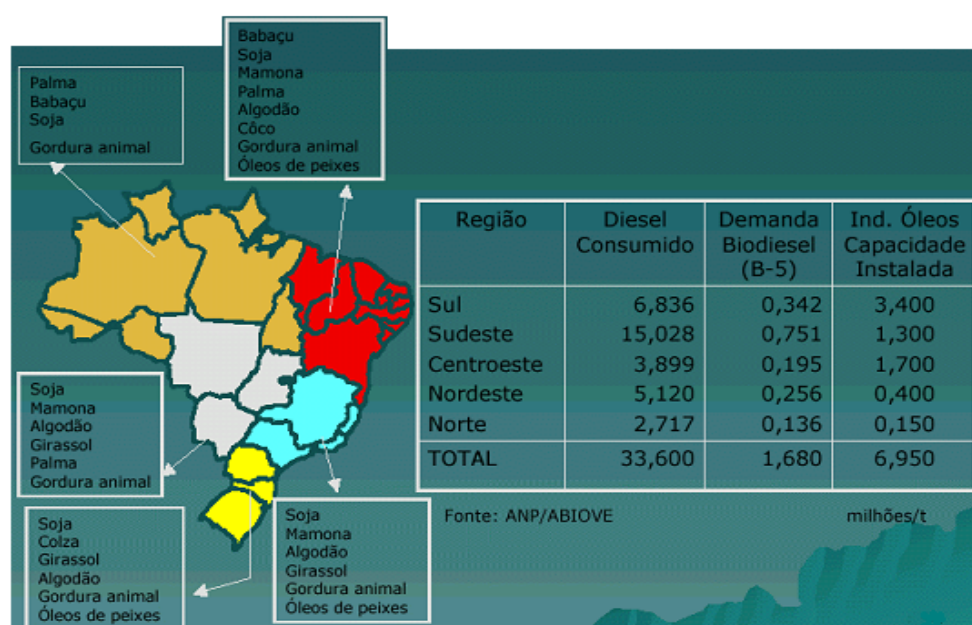 Babaçu
Soja
Mamona
Palma
Algodão
Côco
Gordura animal
Óleos de peixes
Palma
Babaçu
Soja
Gordura animal
Região Diesel Consumido Demanda Biodiesel (B-5) Ind. Óleos Capacidade Instalada
Sul 6,836 0,342 3,400
Sudeste 15,028 0,751 1,300
Centroeste 3,899 0,195 1,700
Nordeste 5,120 0,256 0,400
Norte 2,717 0,136 0,150
TOTAL 33,600 1,680 6,950
Fonte: ANP/ABIOVE milhões/t
Soja
Mamona
Algodão
Girassol
Palma
Gordura animal
Soja
Colza
Girassol
Algodão
Gordura animal
Óleos de peixes
Soja
Mamona
Algodão
Girassol
Gordura animal
Óleos de peixes